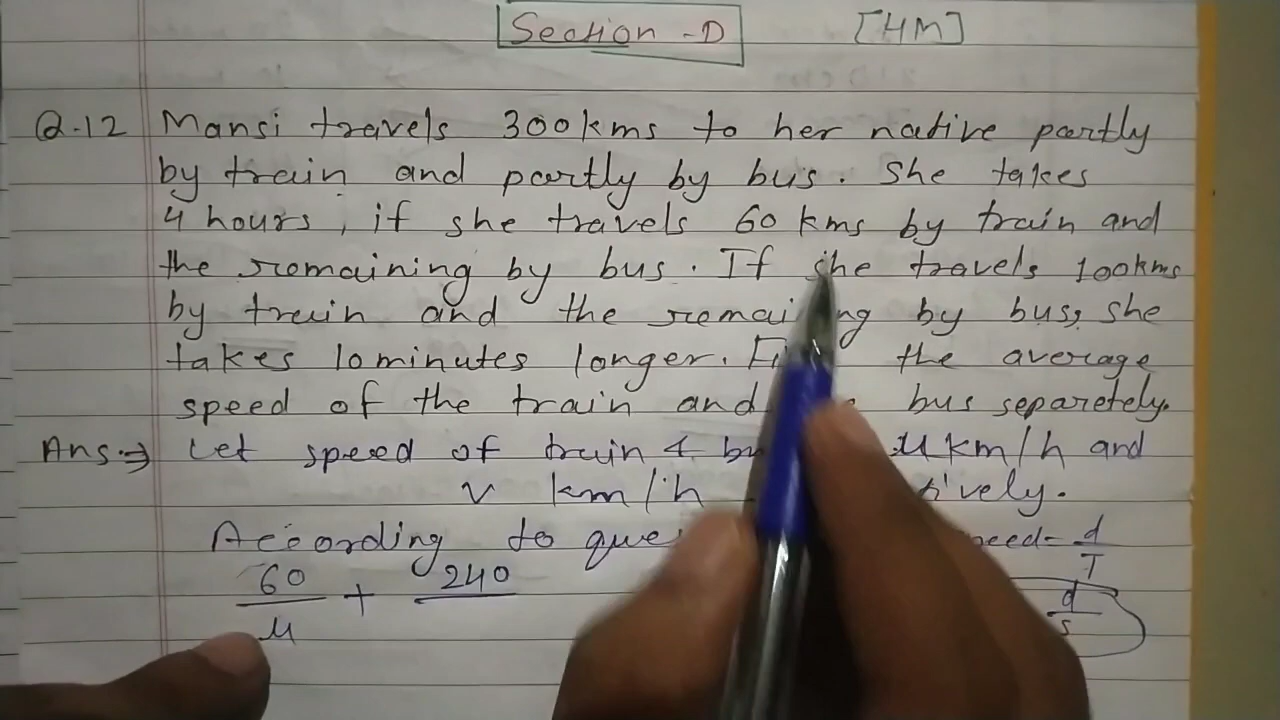 Section - D [4M]
Q.12 Mansi travels 300kms to her native partly
by train and partly by bus. She takes
4 hours, if she travels 60 kms by train and
the remaining by bus. If she travels 100kms
by train and the remai ng by bus, she
takes 10minutes longer. the average
speed of the train and bus separetely.
Ans.⇒ Let speed of train & u km/h and
v km/h
According to
d
T
60 + 240
u
d
s